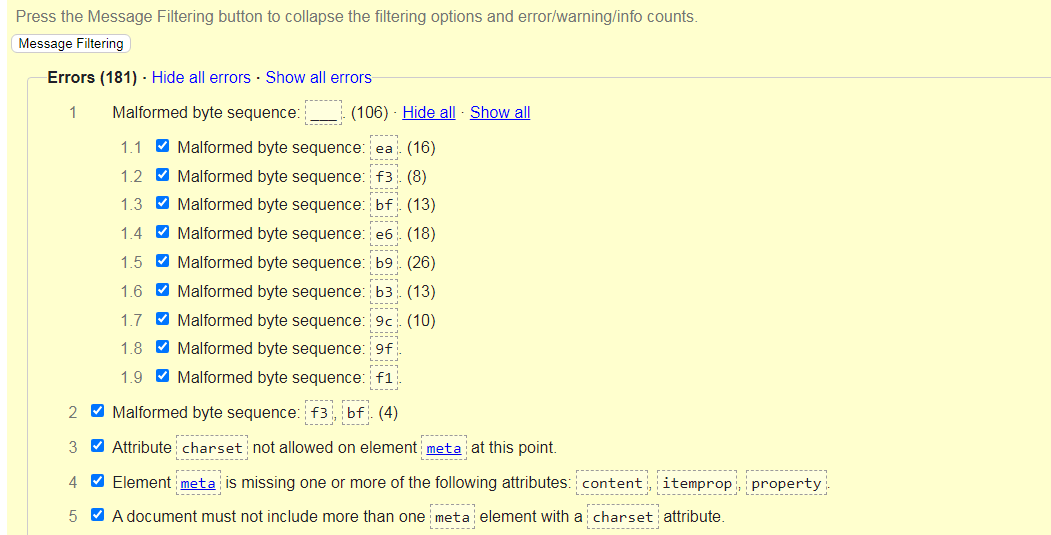 Press the Message Filtering button to collapse the filtering options and error/warning/info counts.
Message Filtering
Errors (181) · Hide all errors · Show all errors
1 Malformed byte sequence: ___. (106) · Hide all · Show all
1.1 Malformed byte sequence: ea. (16)
1.2 Malformed byte sequence: f3. (8)
1.3 Malformed byte sequence: bf. (13)
1.4 Malformed byte sequence: e6. (18)
1.5 Malformed byte sequence: b9. (26)
1.6 Malformed byte sequence: b3. (13)
1.7 Malformed byte sequence: 9c. (10)
1.8 Malformed byte sequence: 9f.
1.9 Malformed byte sequence: f1.
2 Malformed byte sequence: f3, bf. (4)
3 Attribute charset not allowed on element meta at this point.
4 Element meta is missing one or more of the following attributes: content, itemprop, property.
5 A document must not include more than one meta element with a charset attribute.